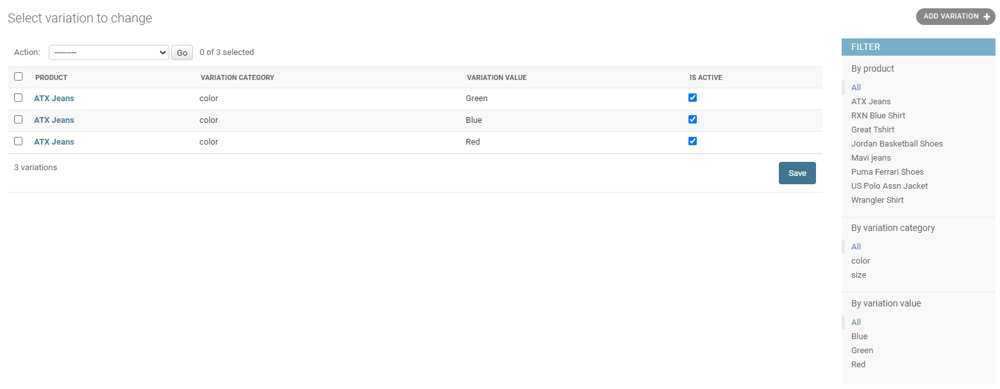 Select variation to change
ADD VARIATION +
Action: --------- Go 0 of 3 selected
PRODUCT VARIATION CATEGORY VARIATION VALUE IS ACTIVE
ATX Jeans color Green
ATX Jeans color Blue
ATX Jeans color Red
3 variations
Save
FILTER
By product
All
ATX Jeans
RXN Blue Shirt
Great Tshirt
Jordan Basketball Shoes
Mavi jeans
Puma Ferrari Shoes
US Polo Assn Jacket
Wrangler Shirt
By variation category
All
color
size
By variation value
All
Blue
Green
Red